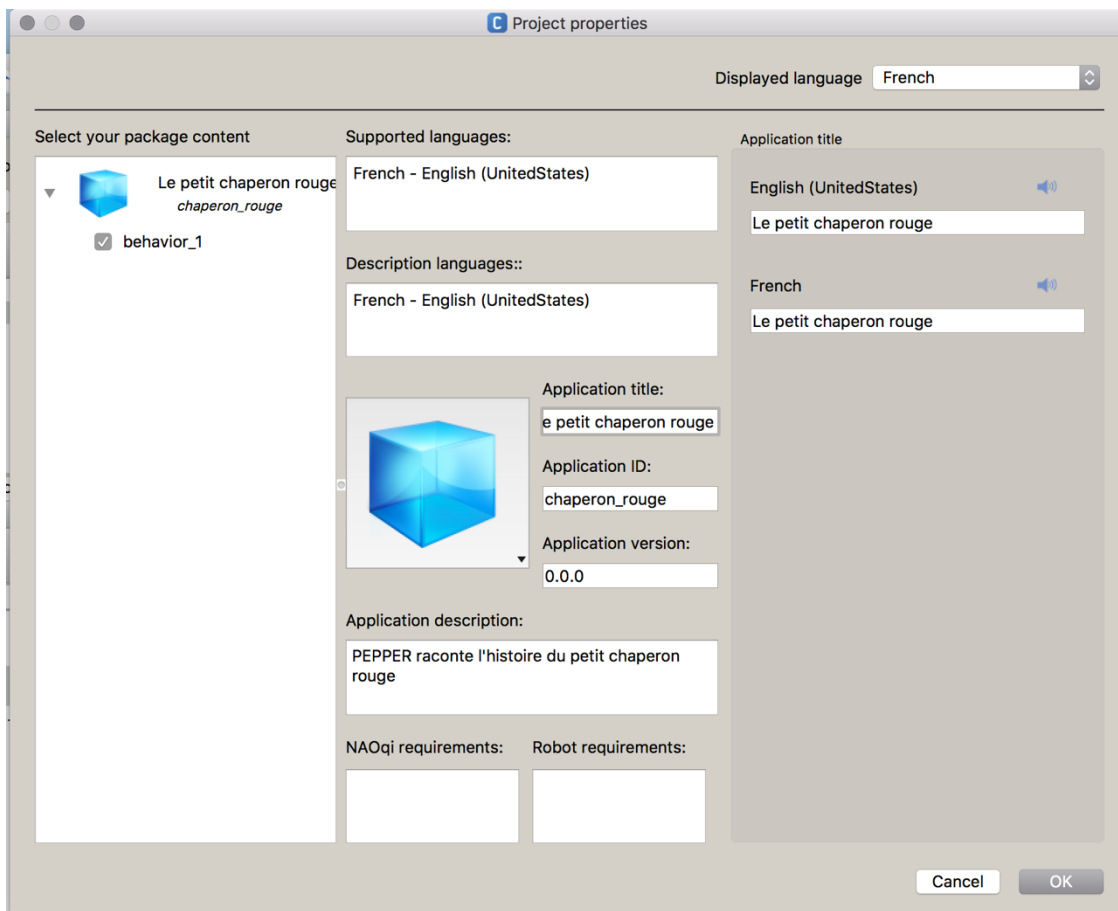 Project properties
Displayed language French
Select your package content
Le petit chaperon rouge
chaperon_rouge
behavior_1
Supported languages:
French - English (UnitedStates)
Description languages::
French - English (UnitedStates)
Application title:
e petit chaperon rouge
Application ID:
chaperon_rouge
Application version:
0.0.0
Application description:
PEPPER raconte l'histoire du petit chaperon
rouge
NAOqi requirements: Robot requirements:
Application title
English (UnitedStates)
Le petit chaperon rouge
French
Le petit chaperon rouge
Cancel OK